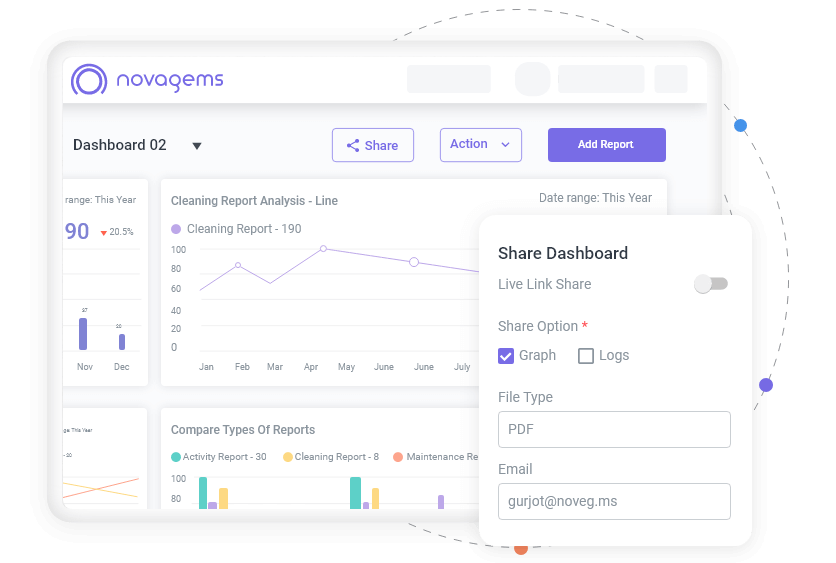 novagems
Dashboard 02
Share
Action
Add Report
range: This Year
90
20.5%
27
20
Nov
Dec
Cleaning Report Analysis - Line
Date range: This Year
Cleaning Report - 190
100
80
60
40
20
0
Jan
Feb
Mar
Apr
May
June
June
July
ge: This Year
- 20
Compare Types Of Reports
Activity Report - 30
Cleaning Report - 8
Maintenance Re
100
80
Share Dashboard
Live Link Share
Share Option *
Graph
Logs
File Type
PDF
Email
gurjot@noveg.ms